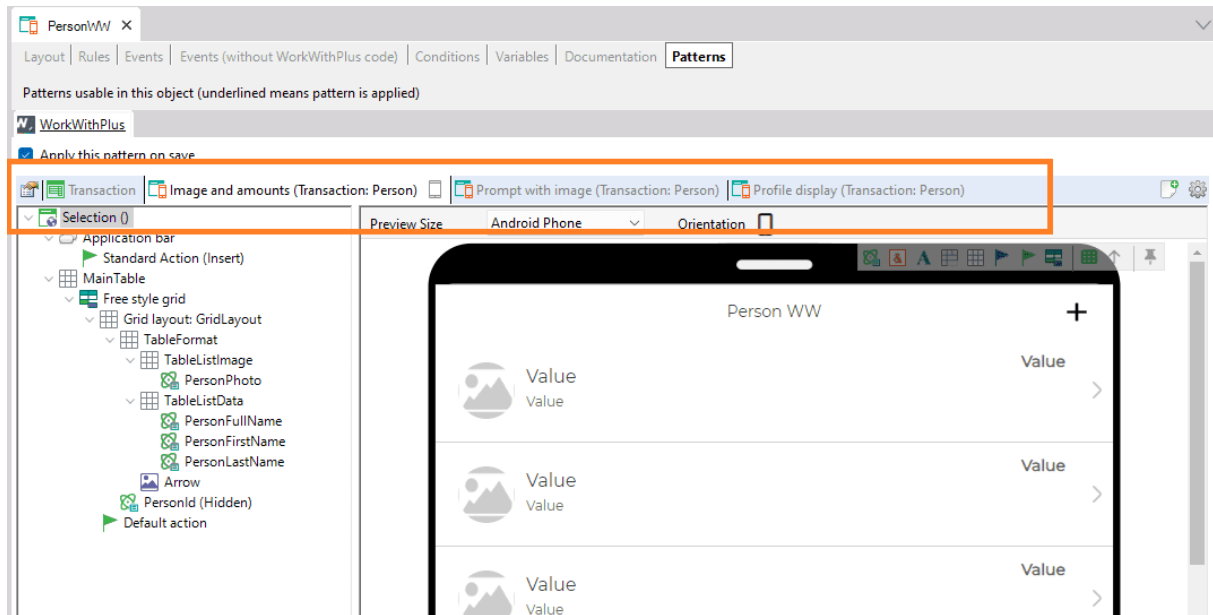 PersonWW
Layout Rules Events Events (without WorkWithPlus code) Conditions Variables Documentation Patterns
Patterns usable in this object (underlined means pattern is applied)
WorkWithPlus
Apply this pattern on save
Transaction Image and amounts (Transaction: Person) Prompt with image (Transaction: Person) Profile display (Transaction: Person)
Selection ()
Application bar
Standard Action (Insert)
MainTable
Free style grid
Grid layout: GridLayout
TableFormat
TableListImage
PersonPhoto
TableListData
PersonFullName
PersonFirstName
PersonLastName
Arrow
PersonId (Hidden)
Default action
Preview Size Android Phone Orientation
Person WW
Value
Value
Value
Value
Value
Value
Value
Value
Value